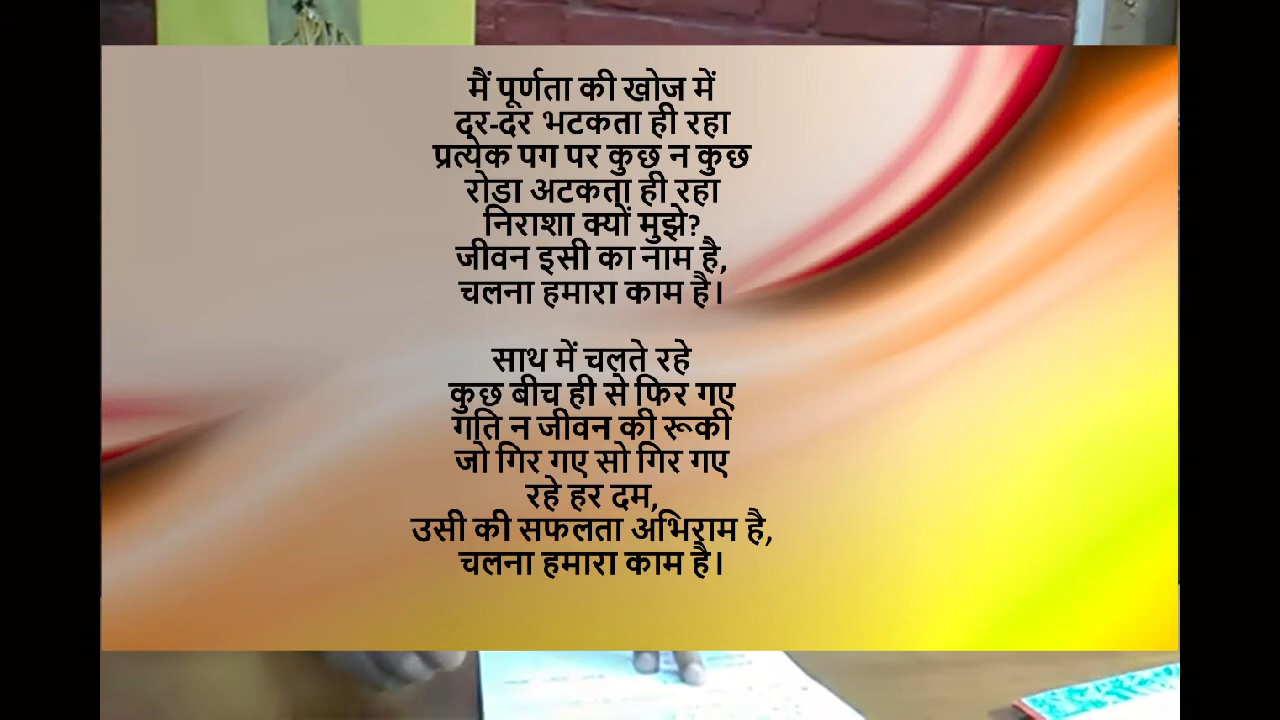 मैं पूर्णता की खोज में
दर-दर भटकता ही रहा
प्रत्येक पग पर कुछ न कुछ
रोडा अटकता ही रहा
निराशा क्यों मुझे?
जीवन इसी का नाम है,
चलना हमारा काम है।
साथ में चलते रहे
कुछ बीच ही से फिर गए
गति न जीवन की रूकी
जो गिर गए सो गिर गए
रहे हर दम,
उसी की सफलता अभिराम है,
चलना हमारा काम है।